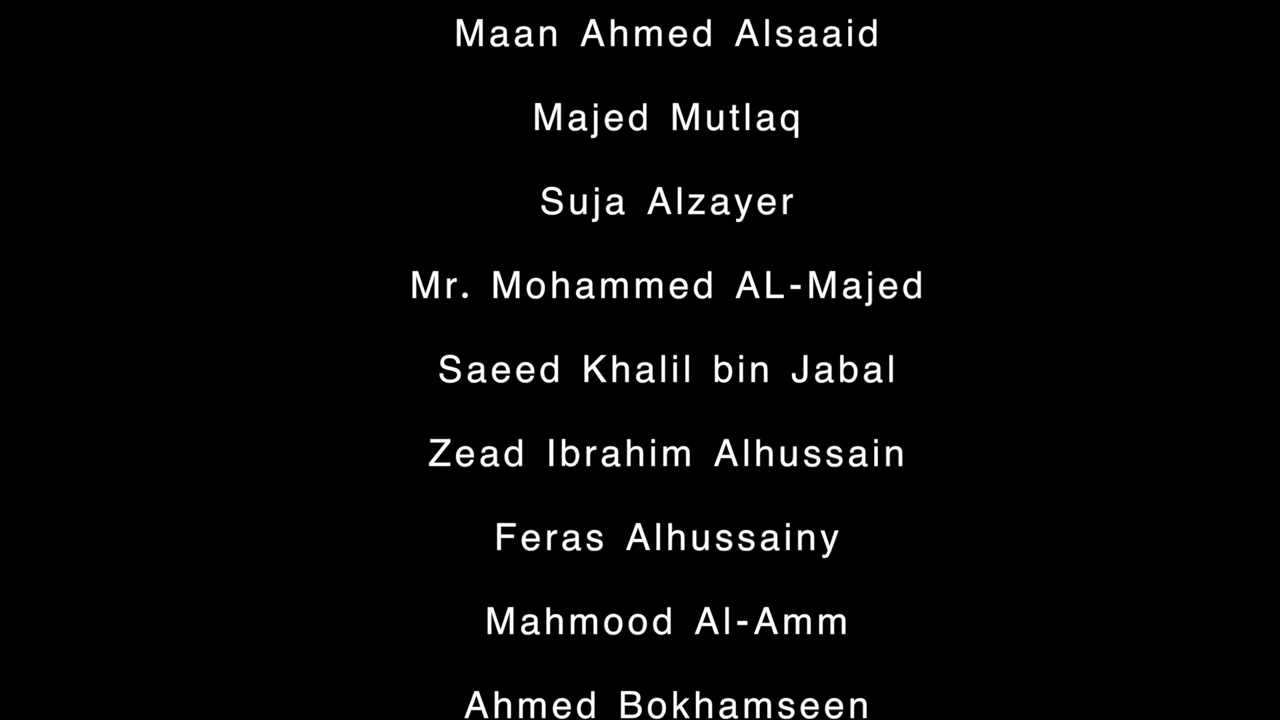 Maan Ahmed Alsaaid
Majed Mutlaq
Suja Alzayer
Mr. Mohammed AL-Majed
Saeed Khalil bin Jabal
Zead Ibrahim Alhussain
Feras Alhussainy
Mahmood Al-Amm
Ahmed Bokhamseen